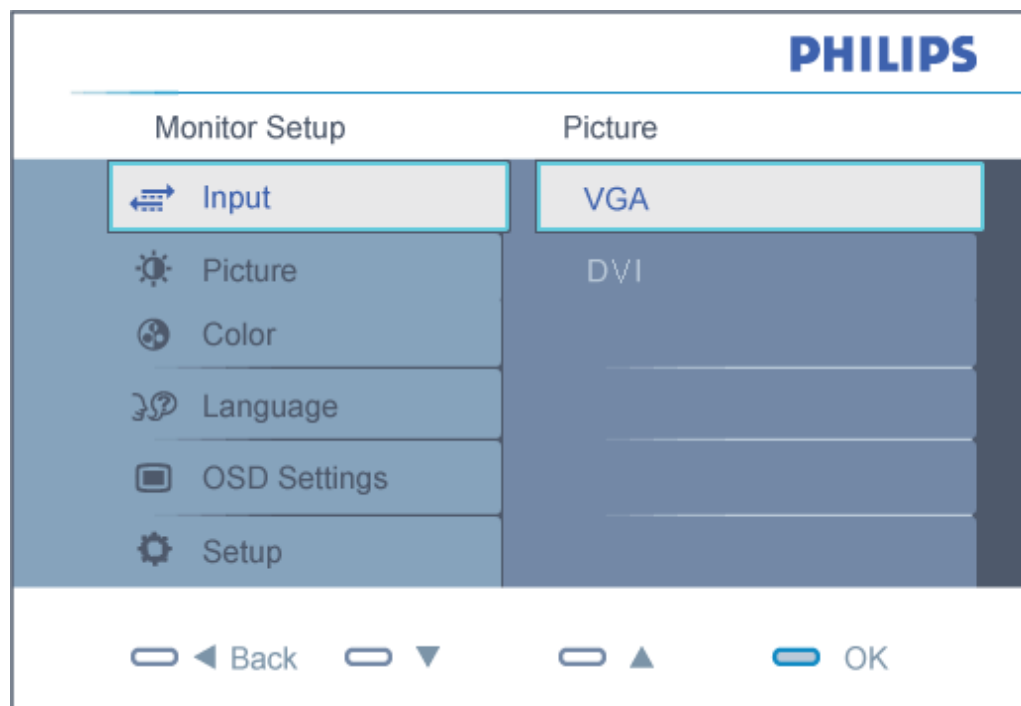 PHILIPS
Monitor Setup Picture
Input VGA
Picture DVI
Color
Language
OSD Settings
Setup
Back OK